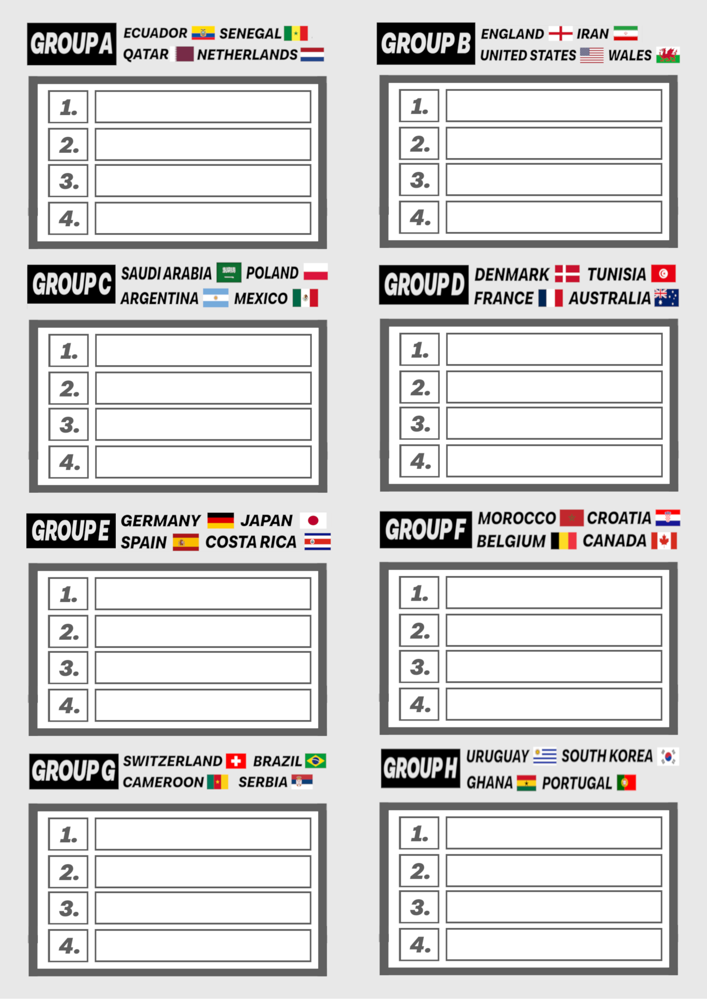 GROUP A
ECUADOR SENEGAL
QATAR NETHERLANDS
1.
2.
3.
4.
GROUP B
ENGLAND IRAN
UNITED STATES WALES
1.
2.
3.
4.
GROUP C
SAUDI ARABIA POLAND
ARGENTINA MEXICO
1.
2.
3.
4.
GROUP D
DENMARK TUNISIA
FRANCE AUSTRALIA
1.
2.
3.
4.
GROUP E
GERMANY JAPAN
SPAIN COSTA RICA
1.
2.
3.
4.
GROUP F
MOROCCO CROATIA
BELGIUM CANADA
1.
2.
3.
4.
GROUP G
SWITZERLAND BRAZIL
CAMEROON SERBIA
1.
2.
3.
4.
GROUP H
URUGUAY SOUTH KOREA
GHANA PORTUGAL
1.
2.
3.
4.